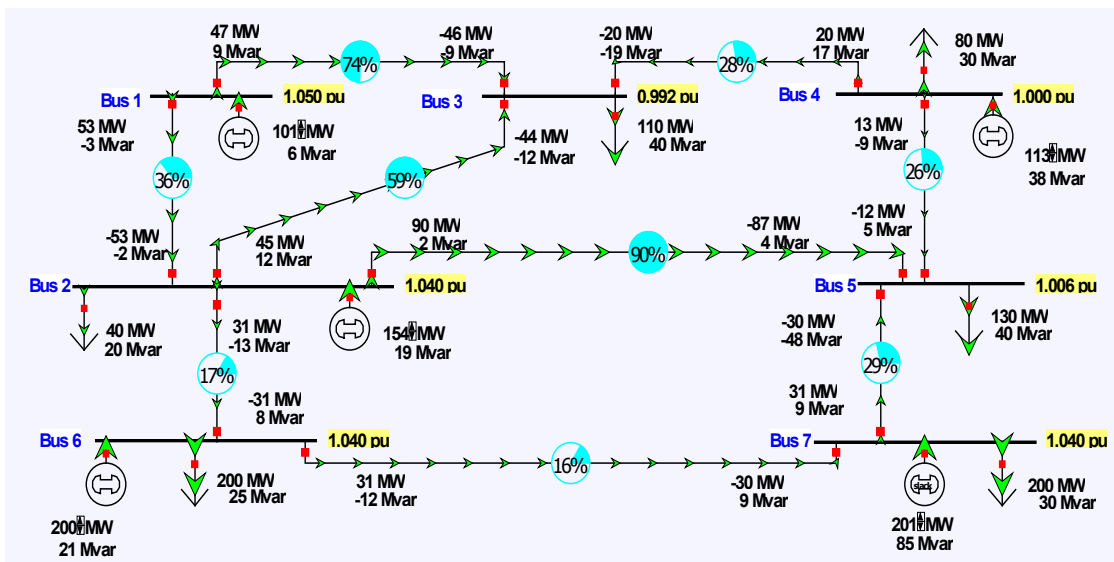 47 MW
9 Mvar
74%
-46 MW
-9 Mvar
-20 MW
-19 Mvar
28%
20 MW
17 Mvar
80 MW
30 Mvar
Bus 1
1.050 pu
Bus 3
0.992 pu
Bus 4
1.000 pu
53 MW
-3 Mvar
101 MW
6 Mvar
-44 MW
-12 Mvar
110 MW
40 Mvar
13 MW
-9 Mvar
113 MW
38 Mvar
36%
59%
26%
-53 MW
-2 Mvar
45 MW
12 Mvar
90 MW
2 Mvar
90%
-87 MW
4 Mvar
-12 MW
5 Mvar
Bus 2
1.040 pu
Bus 5
1.006 pu
40 MW
20 Mvar
31 MW
-13 Mvar
154 MW
19 Mvar
-30 MW
-48 Mvar
130 MW
40 Mvar
17%
29%
-31 MW
8 Mvar
31 MW
9 Mvar
Bus 6
1.040 pu
Bus 7
1.040 pu
200 MW
25 Mvar
31 MW
-12 Mvar
16%
-30 MW
9 Mvar
slack
200 MW
30 Mvar
200 MW
21 Mvar
201 MW
85 Mvar